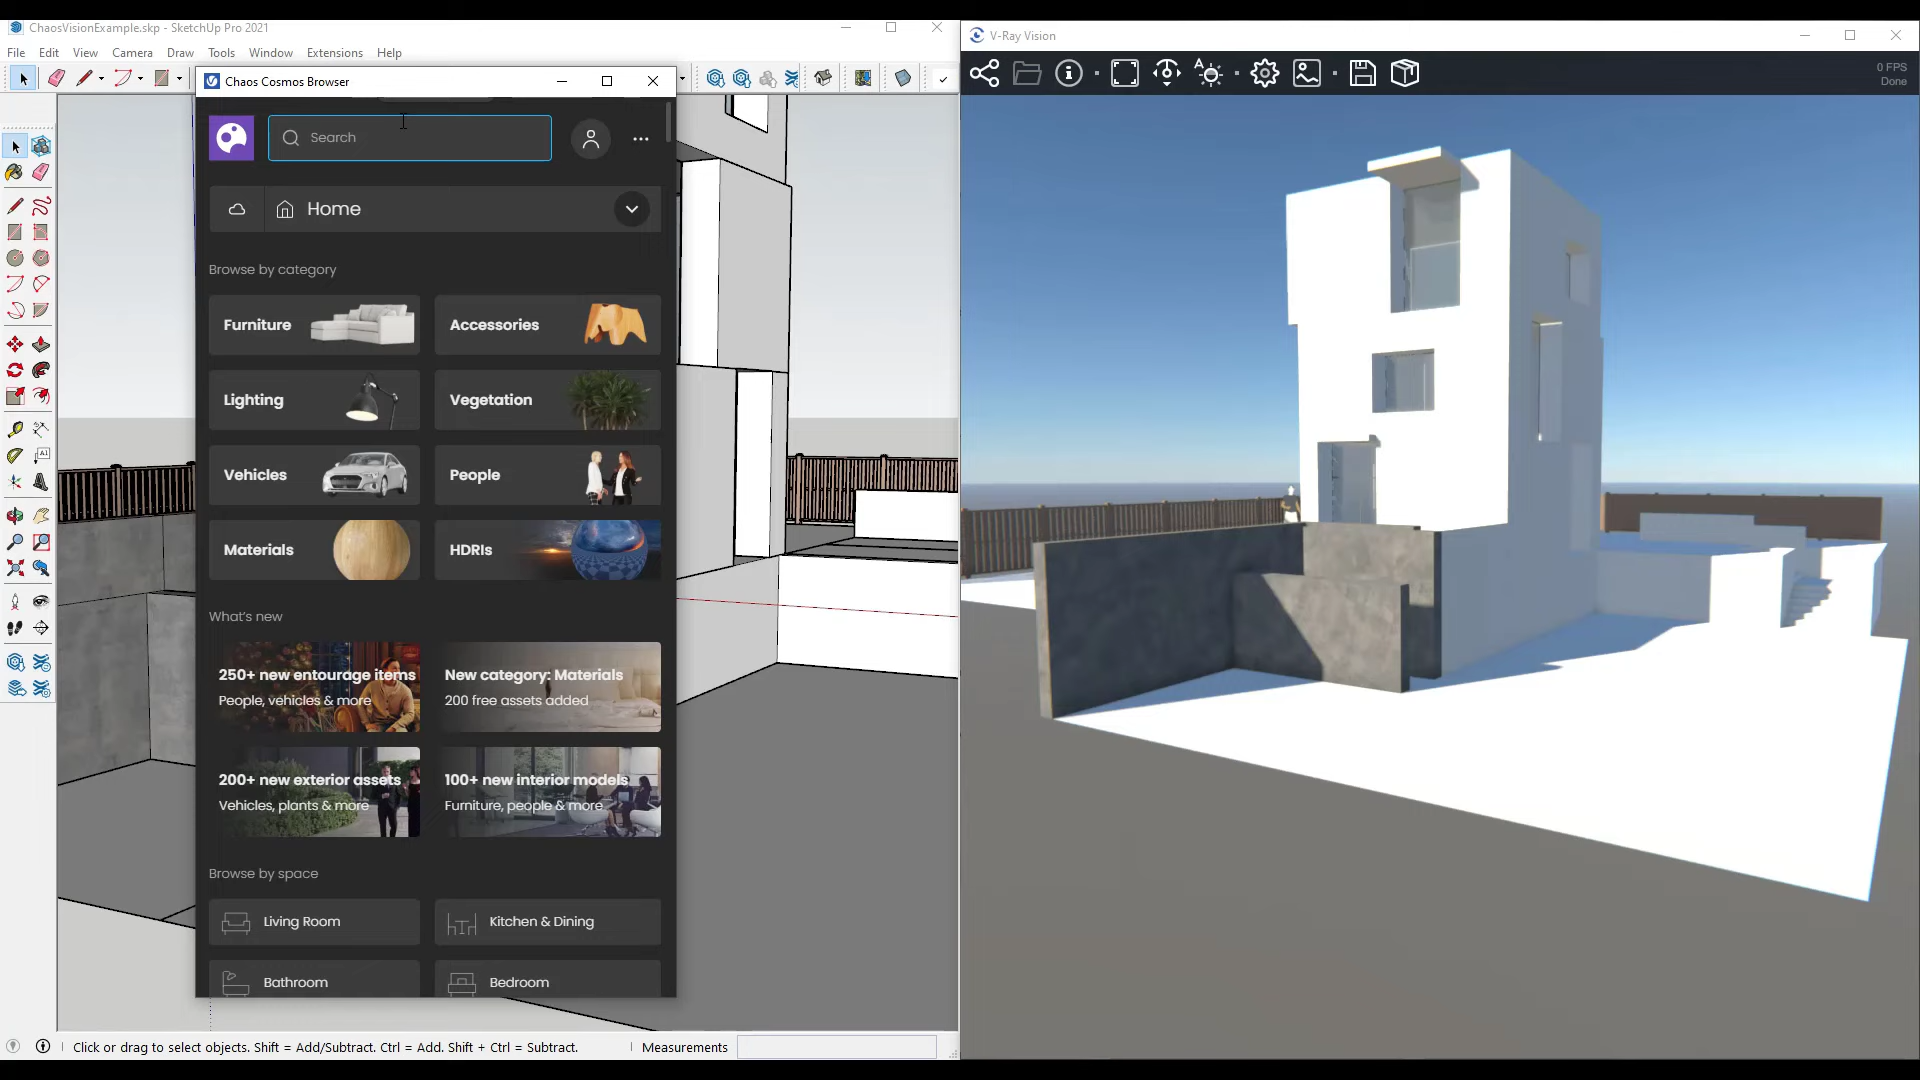 ChaosVisionExample.skp - SketchUp Pro 2021
File Edit View Camera Draw Tools Window Extensions Help
Chaos Cosmos Browser
Search
Home
Browse by category
Furniture
Accessories
Lighting
Vegetation
Vehicles
People
Materials
HDRIs
What's new
250+ new entourage items
People, vehicles & more
New category: Materials
200 free assets added
200+ new exterior assets
Vehicles, plants & more
100+ new interior models
Furniture, people & more
Browse by space
Living Room
Kitchen & Dining
Bathroom
Bedroom
Click or drag to select objects. Shift = Add/Subtract. Ctrl = Add. Shift + Ctrl = Subtract.
Measurements
V-Ray Vision
A
0 FPS
Done